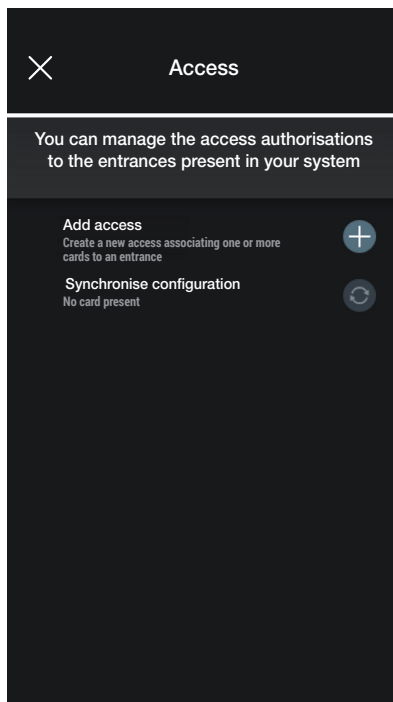 Access
You can manage the access authorisations
to the entrances present in your system
Add access
Create a new access associating one or more
cards to an entrance
Synchronise configuration
No card present